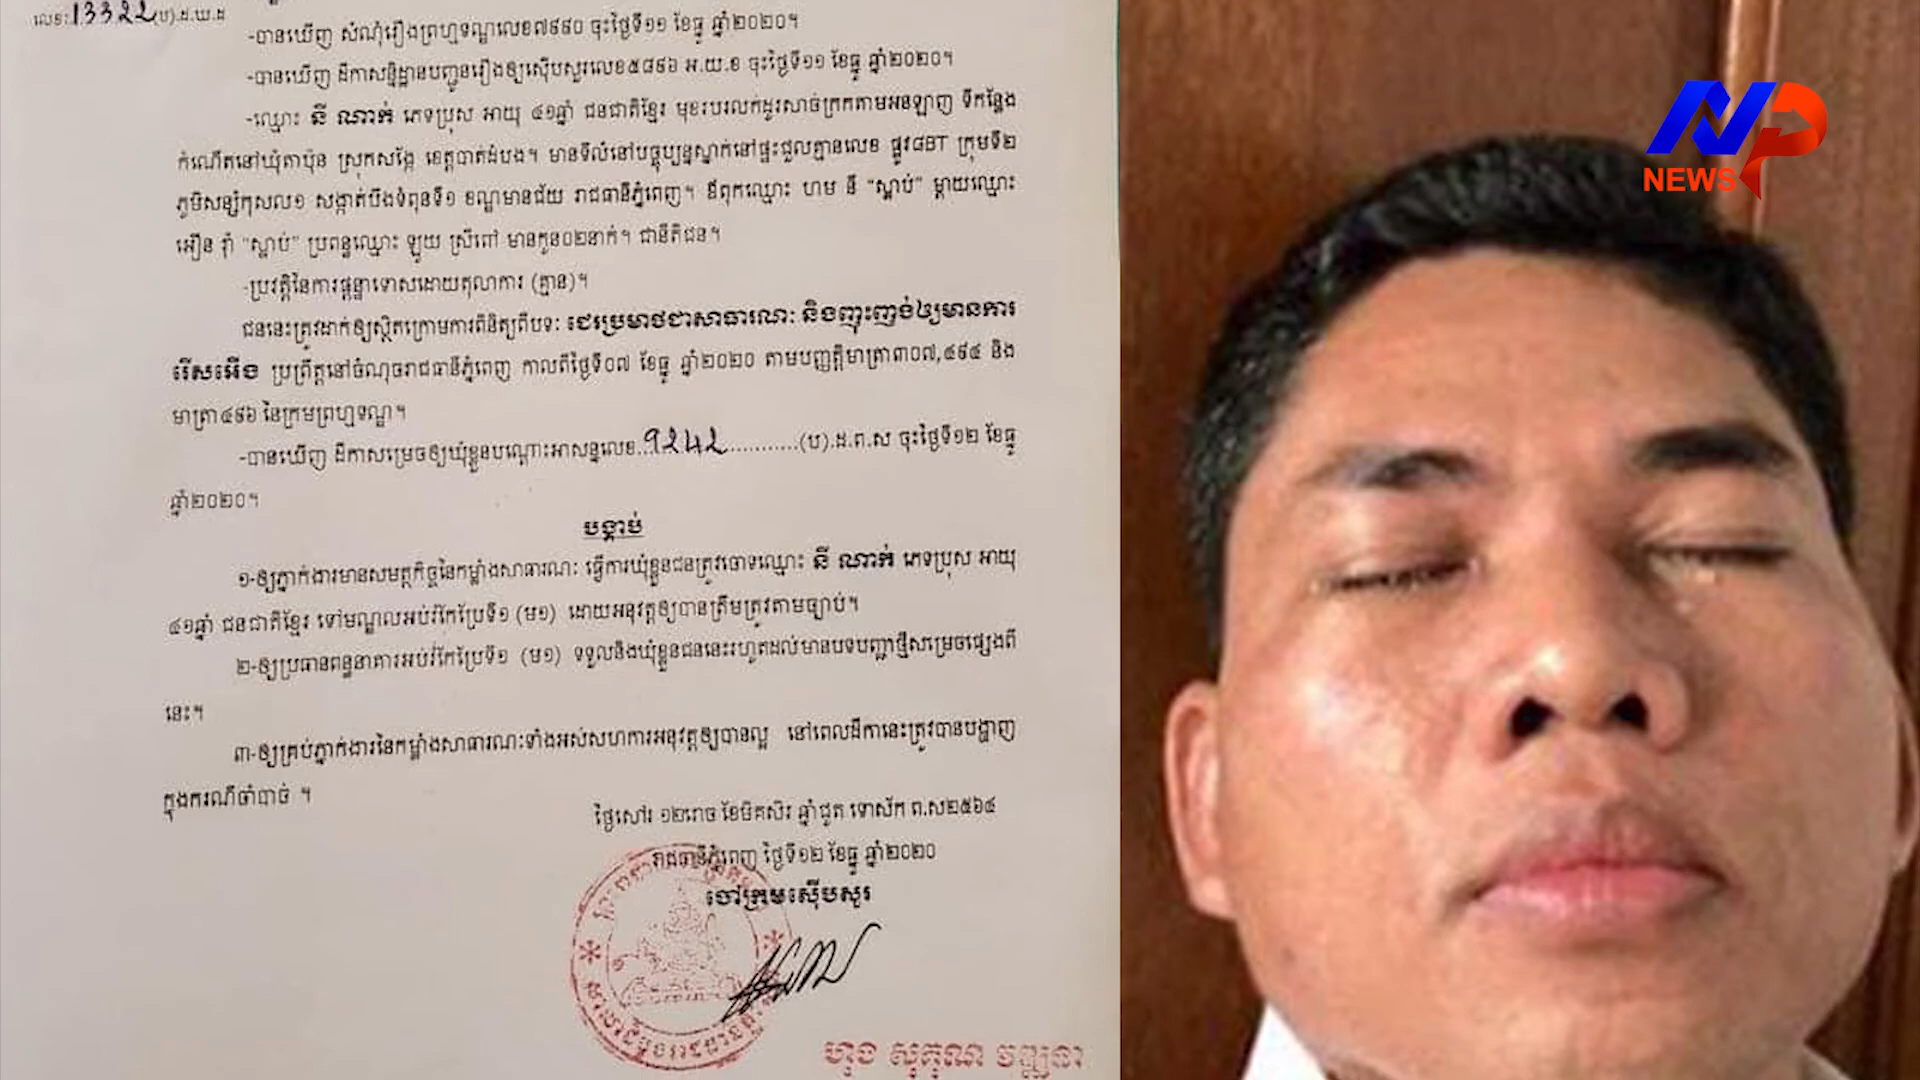 លេខ:13322(ប).ដ.ឃ.ដ
-បានឃើញ សំណុំរឿងព្រហ្មទណ្ឌលេខ៧៩៩០ ចុះថ្ងៃទី១១ ខែធ្នូ ឆ្នាំ២០២០។
-បានឃើញ ដីកាសន្និដ្ឋានបញ្ជូនរឿងឲ្យស៊ើបសួរលេខ៥៨៩៦ អ.យ.ខ ចុះថ្ងៃទី១១ ខែធ្នូ ឆ្នាំ២០២០។
-ឈ្មោះ នី ណាក់ ភេទប្រុស អាយុ ៤១ឆ្នាំ ជនជាតិខ្មែរ មុខរបរលក់ដូរសាច់ក្រកតាមអនឡាញ ទីកន្លែង
កំណើតនៅឃុំតាប៉ុន ស្រុកសង្កែ ខេត្តបាត់ដំបង។ មានទីលំនៅបច្ចុប្បន្នស្នាក់នៅផ្ទះជួលគ្មានលេខ ផ្លូវ៨BT ក្រុមទី២
ភូមិសន្សំកុសល១ សង្កាត់បឹងទំពុនទី១ ខណ្ឌមានជ័យ រាជធានីភ្នំពេញ។ ឪពុកឈ្មោះ ហម នី "ស្លាប់" ម្តាយឈ្មោះ
អឿន រ៉ាំ "ស្លាប់" ប្រពន្ធឈ្មោះ ឡូយ ស្រីពៅ មានកូន០២នាក់។ ជានីតិជន។
-ប្រវត្តិនៃការផ្តន្ទាទោសដោយតុលាការ (គ្មាន)។
ជននេះត្រូវដាក់ឲ្យស្ថិតក្រោមការពិនិត្យពីបទ: ជេរប្រមាថជាសាធារណ: និងញុះញង់ឲ្យមានការ
រើសអើង ប្រព្រឹត្តនៅចំណុចរាជធានីភ្នំពេញ កាលពីថ្ងៃទី០៧ ខែធ្នូ ឆ្នាំ២០២០ តាមបញ្ញត្តិមាត្រា៣០៧,៤៩៤ និង
មាត្រា៤៩៦ នៃក្រមព្រហ្មទណ្ឌ។
-បានឃើញ ដីកាសម្រេចឲ្យឃុំខ្លួនបណ្តោះអាសន្នលេខ...9242...........(ប).ដ.ព.ស ចុះថ្ងៃទី១២ ខែធ្នូ
ឆ្នាំ២០២០។
បង្គាប់
១-ឲ្យភ្នាក់ងារមានសមត្ថកិច្ចនៃកម្លាំងសាធារណ: ធ្វើការឃុំខ្លួនជនត្រូវចោទឈ្មោះ នី ណាក់ ភេទប្រុស អាយុ
៤១ឆ្នាំ ជនជាតិខ្មែរ ទៅមណ្ឌលអប់រំកែប្រែទី១ (ម១) ដោយអនុវត្តឲ្យបានត្រឹមត្រូវតាមច្បាប់។
២-ឲ្យប្រធានពន្ធនាគារអប់រំកែប្រែទី១ (ម១) ទទួលនិងឃុំខ្លួនជននេះរហូតដល់មានបទបញ្ជាថ្មីសម្រេចផ្សេងពី
នេះ។
៣-ឲ្យគ្រប់ភ្នាក់ងារនៃកម្លាំងសាធារណ:ទាំងអស់សហការអនុវត្តឲ្យបានល្អ នៅពេលដីកានេះត្រូវបានបង្ហាញ
ក្នុងករណីចាំបាច់ ។
ថ្ងៃសៅរ ១២រោច ខែមិគសិរ ឆ្នាំជូត ទោស័ក ព.ស២៥៦៤
រាជធានីភ្នំពេញ ថ្ងៃទី១២ ខែធ្នូ ឆ្នាំ២០២០
ចៅក្រមស៊ើបសួរ
ហុង សុគុណ វឌ្ឍនា
NP
NEWS